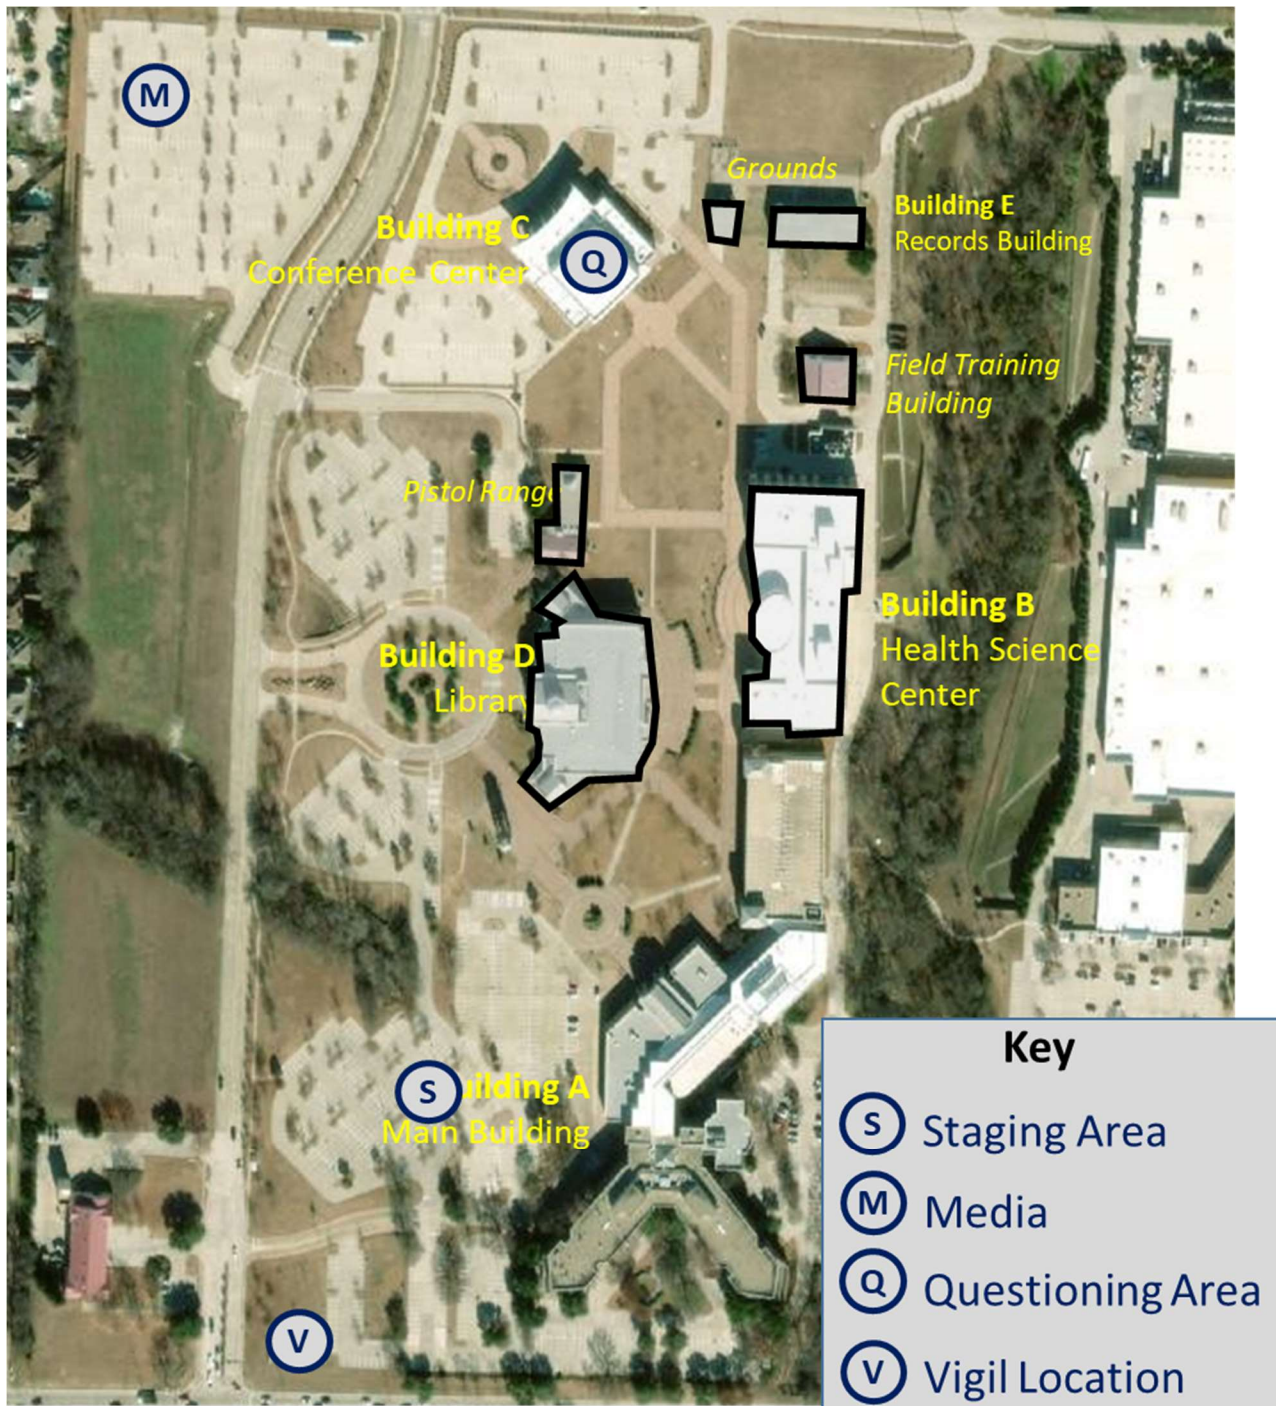 M
Grounds
Building E
Records Building
Building C
Conference Center
Q
Field Training
Building
Pistol Range
Building B
Health Science
Center
Building D
Library
S
uilding A
Main Building
V
Key
S Staging Area
M Media
Q Questioning Area
V Vigil Location